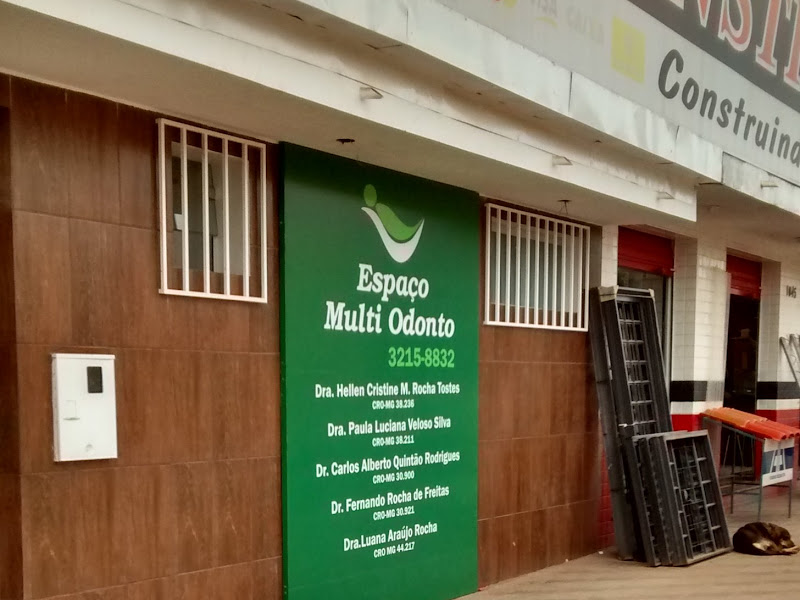 Construind
Espaço
Multi Odonto
3215-8832
Dra. Hellen Cristine M. Rocha Tostes
CRO-MG 38.236
Dra. Paula Luciana Veloso Silva
CRO-MG 38.211
Dr. Carlos Alberto Quintão Rodrigues
CRO-MG 30.900
Dr. Fernando Rocha de Freitas
CRO-MG 30.921
Dra.Luana Araújo Rocha
CRO MG 44.217